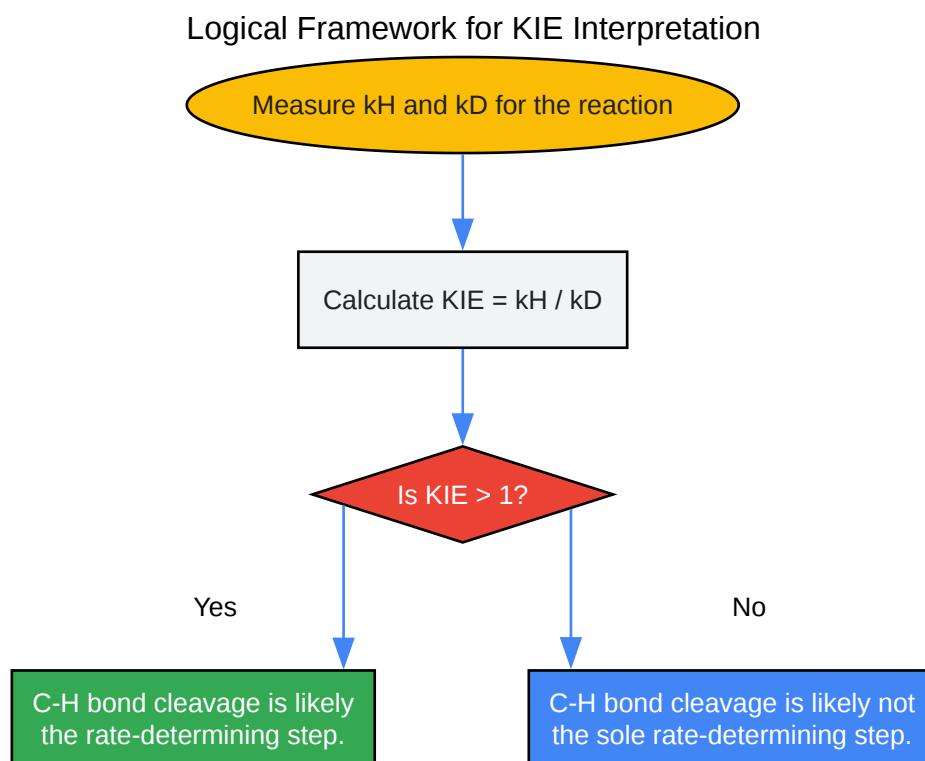 Logical Framework for KIE Interpretation
Measure kH and kD for the reaction
Calculate KIE = kH / kD
Is KIE > 1?
Yes
No
C-H bond cleavage is likely
the rate-determining step.
C-H bond cleavage is likely not
the sole rate-determining step.